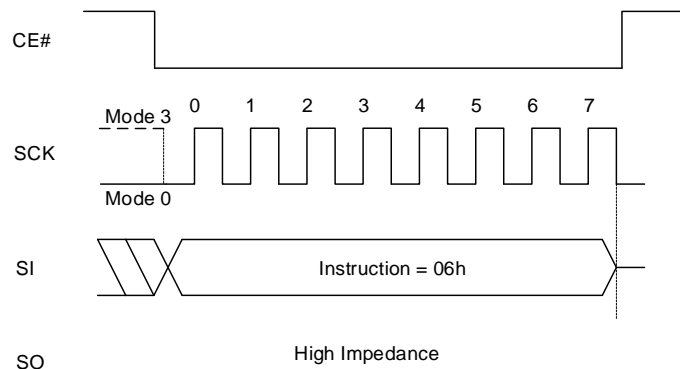 CE#
0 1 2 3 4 5 6 7
Mode 3
SCK
Mode 0
SI
Instruction = 06h
SO
High Impedance